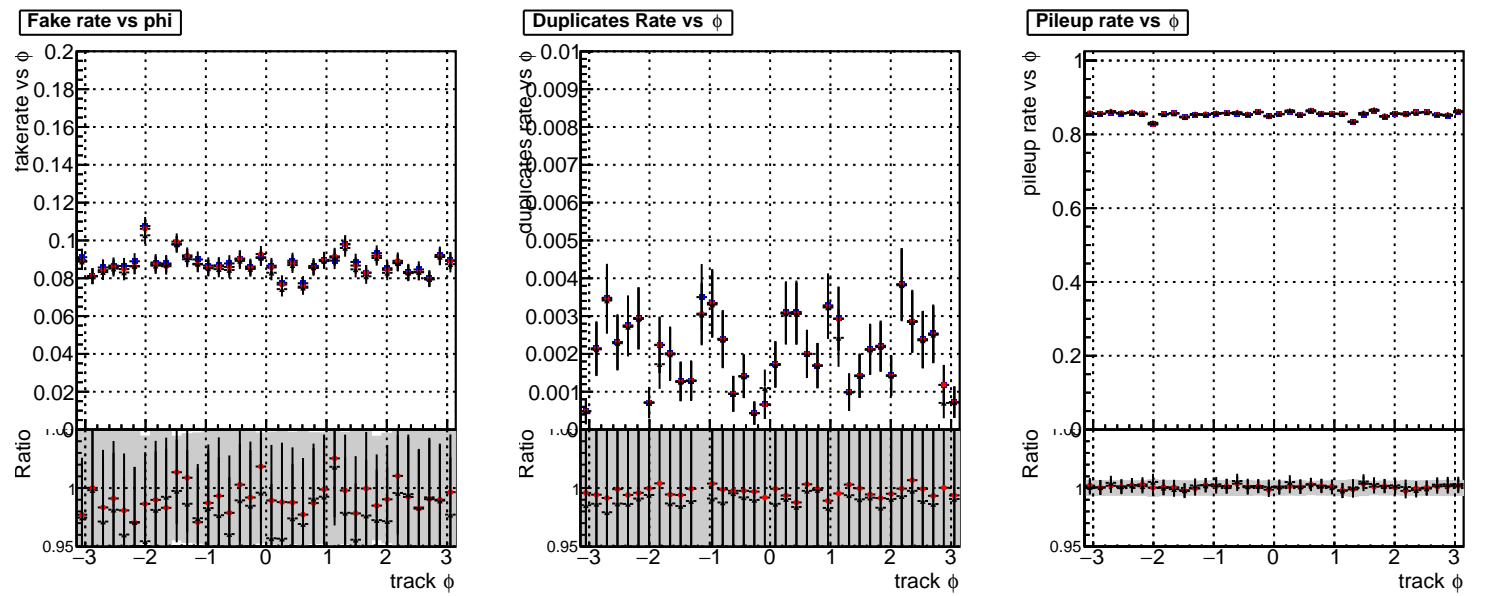 Fake rate vs phi
fakerate vs ϕ
0.2
0.18
0.16
0.14
0.12
0.1
0.08
0.06
0.04
0.02
0
Ratio
1
0.95
−3 −2 −1 0 1 2 3
track ϕ
Duplicates Rate vs ϕ
duplicates rate vs ϕ
0.01
0.009
0.008
0.007
0.006
0.005
0.004
0.003
0.002
0.001
0
Ratio
1
0.95
−3 −2 −1 0 1 2 3
track ϕ
Pileup rate vs ϕ
pileup rate vs ϕ
1
0.8
0.6
0.4
0.2
0
Ratio
1
0.95
−3 −2 −1 0 1 2 3
track ϕ